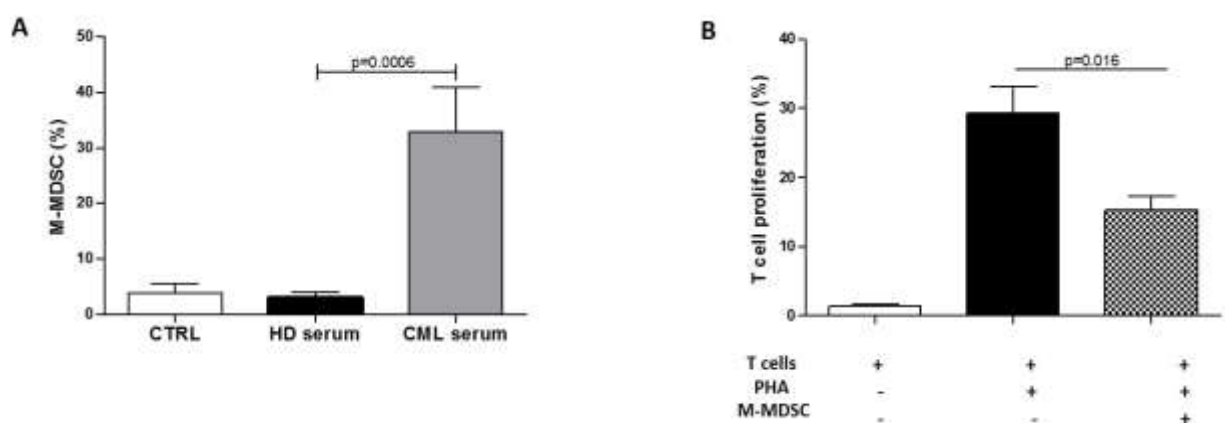 A
M-MDSC (%)
50
40
30
20
10
0
p=0.0006
CTRL HD serum CML serum
B
T cell proliferation (%)
40
30
20
10
0
p=0.016
T cells + + +
PHA - + +
M-MDSC - - +